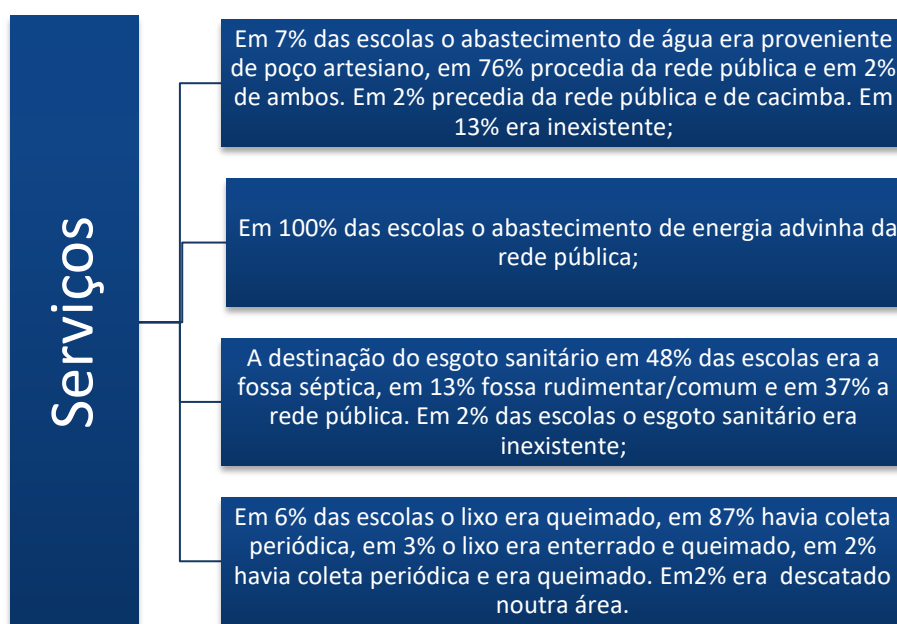 Serviços
Em 7% das escolas o abastecimento de água era proveniente
de poço artesiano, em 76% procedia da rede pública e em 2%
de ambos. Em 2% precedia da rede pública e de cacimba. Em
13% era inexistente;
Em 100% das escolas o abastecimento de energia advinha da
rede pública;
A destinação do esgoto sanitário em 48% das escolas era a
fossa séptica, em 13% fossa rudimentar/comum e em 37% a
rede pública. Em 2% das escolas o esgoto sanitário era
inexistente;
Em 6% das escolas o lixo era queimado, em 87% havia coleta
periódica, em 3% o lixo era enterrado e queimado, em 2%
havia coleta periódica e era queimado. Em2% era  descatado
noutra área.